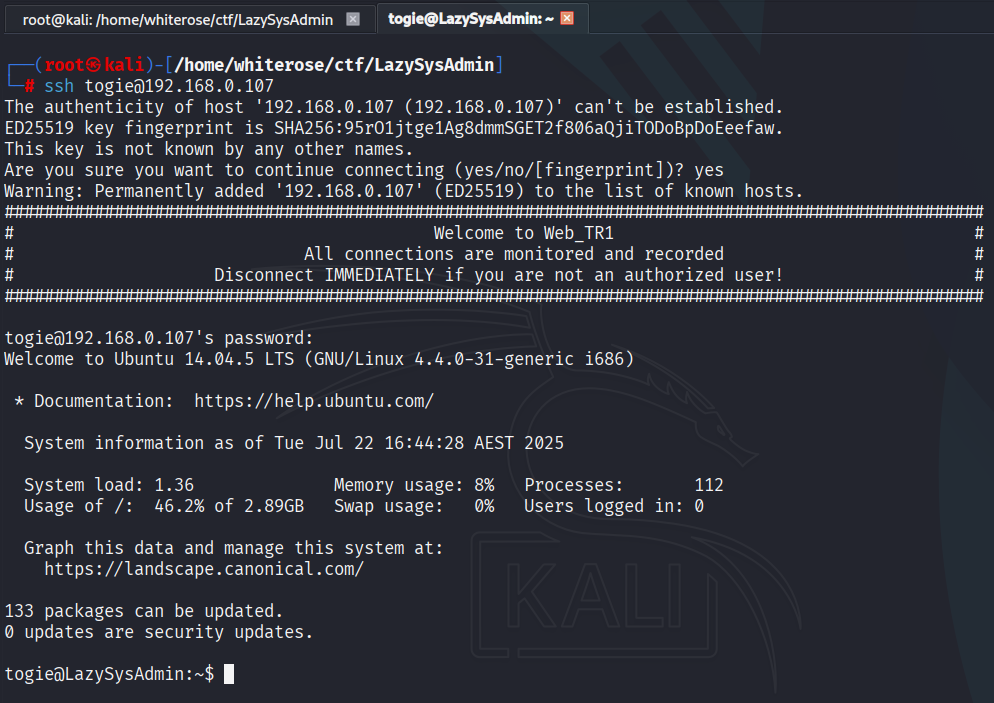 root@kali: /home/whiterose/ctf/LazySysAdmin
togie@LazySysAdmin: ~
┌──(root㉿kali)-[/home/whiterose/ctf/LazySysAdmin]
└─# ssh togie@192.168.0.107
The authenticity of host '192.168.0.107 (192.168.0.107)' can't be established.
ED25519 key fingerprint is SHA256:95rO1jtge1Ag8dmmSGET2f806aQjiTODoBpDoEeefaw.
This key is not known by any other names.
Are you sure you want to continue connecting (yes/no/[fingerprint])? yes
Warning: Permanently added '192.168.0.107' (ED25519) to the list of known hosts.
##################################################################################################
# Welcome to Web_TR1 #
# All connections are monitored and recorded #
# Disconnect IMMEDIATELY if you are not an authorized user! #
##################################################################################################
togie@192.168.0.107's password:
Welcome to Ubuntu 14.04.5 LTS (GNU/Linux 4.4.0-31-generic i686)
* Documentation: https://help.ubuntu.com/
System information as of Tue Jul 22 16:44:28 AEST 2025
System load: 1.36 Memory usage: 8% Processes: 112
Usage of /: 46.2% of 2.89GB Swap usage: 0% Users logged in: 0
Graph this data and manage this system at:
https://landscape.canonical.com/
133 packages can be updated.
0 updates are security updates.
togie@LazySysAdmin:~$
KALI